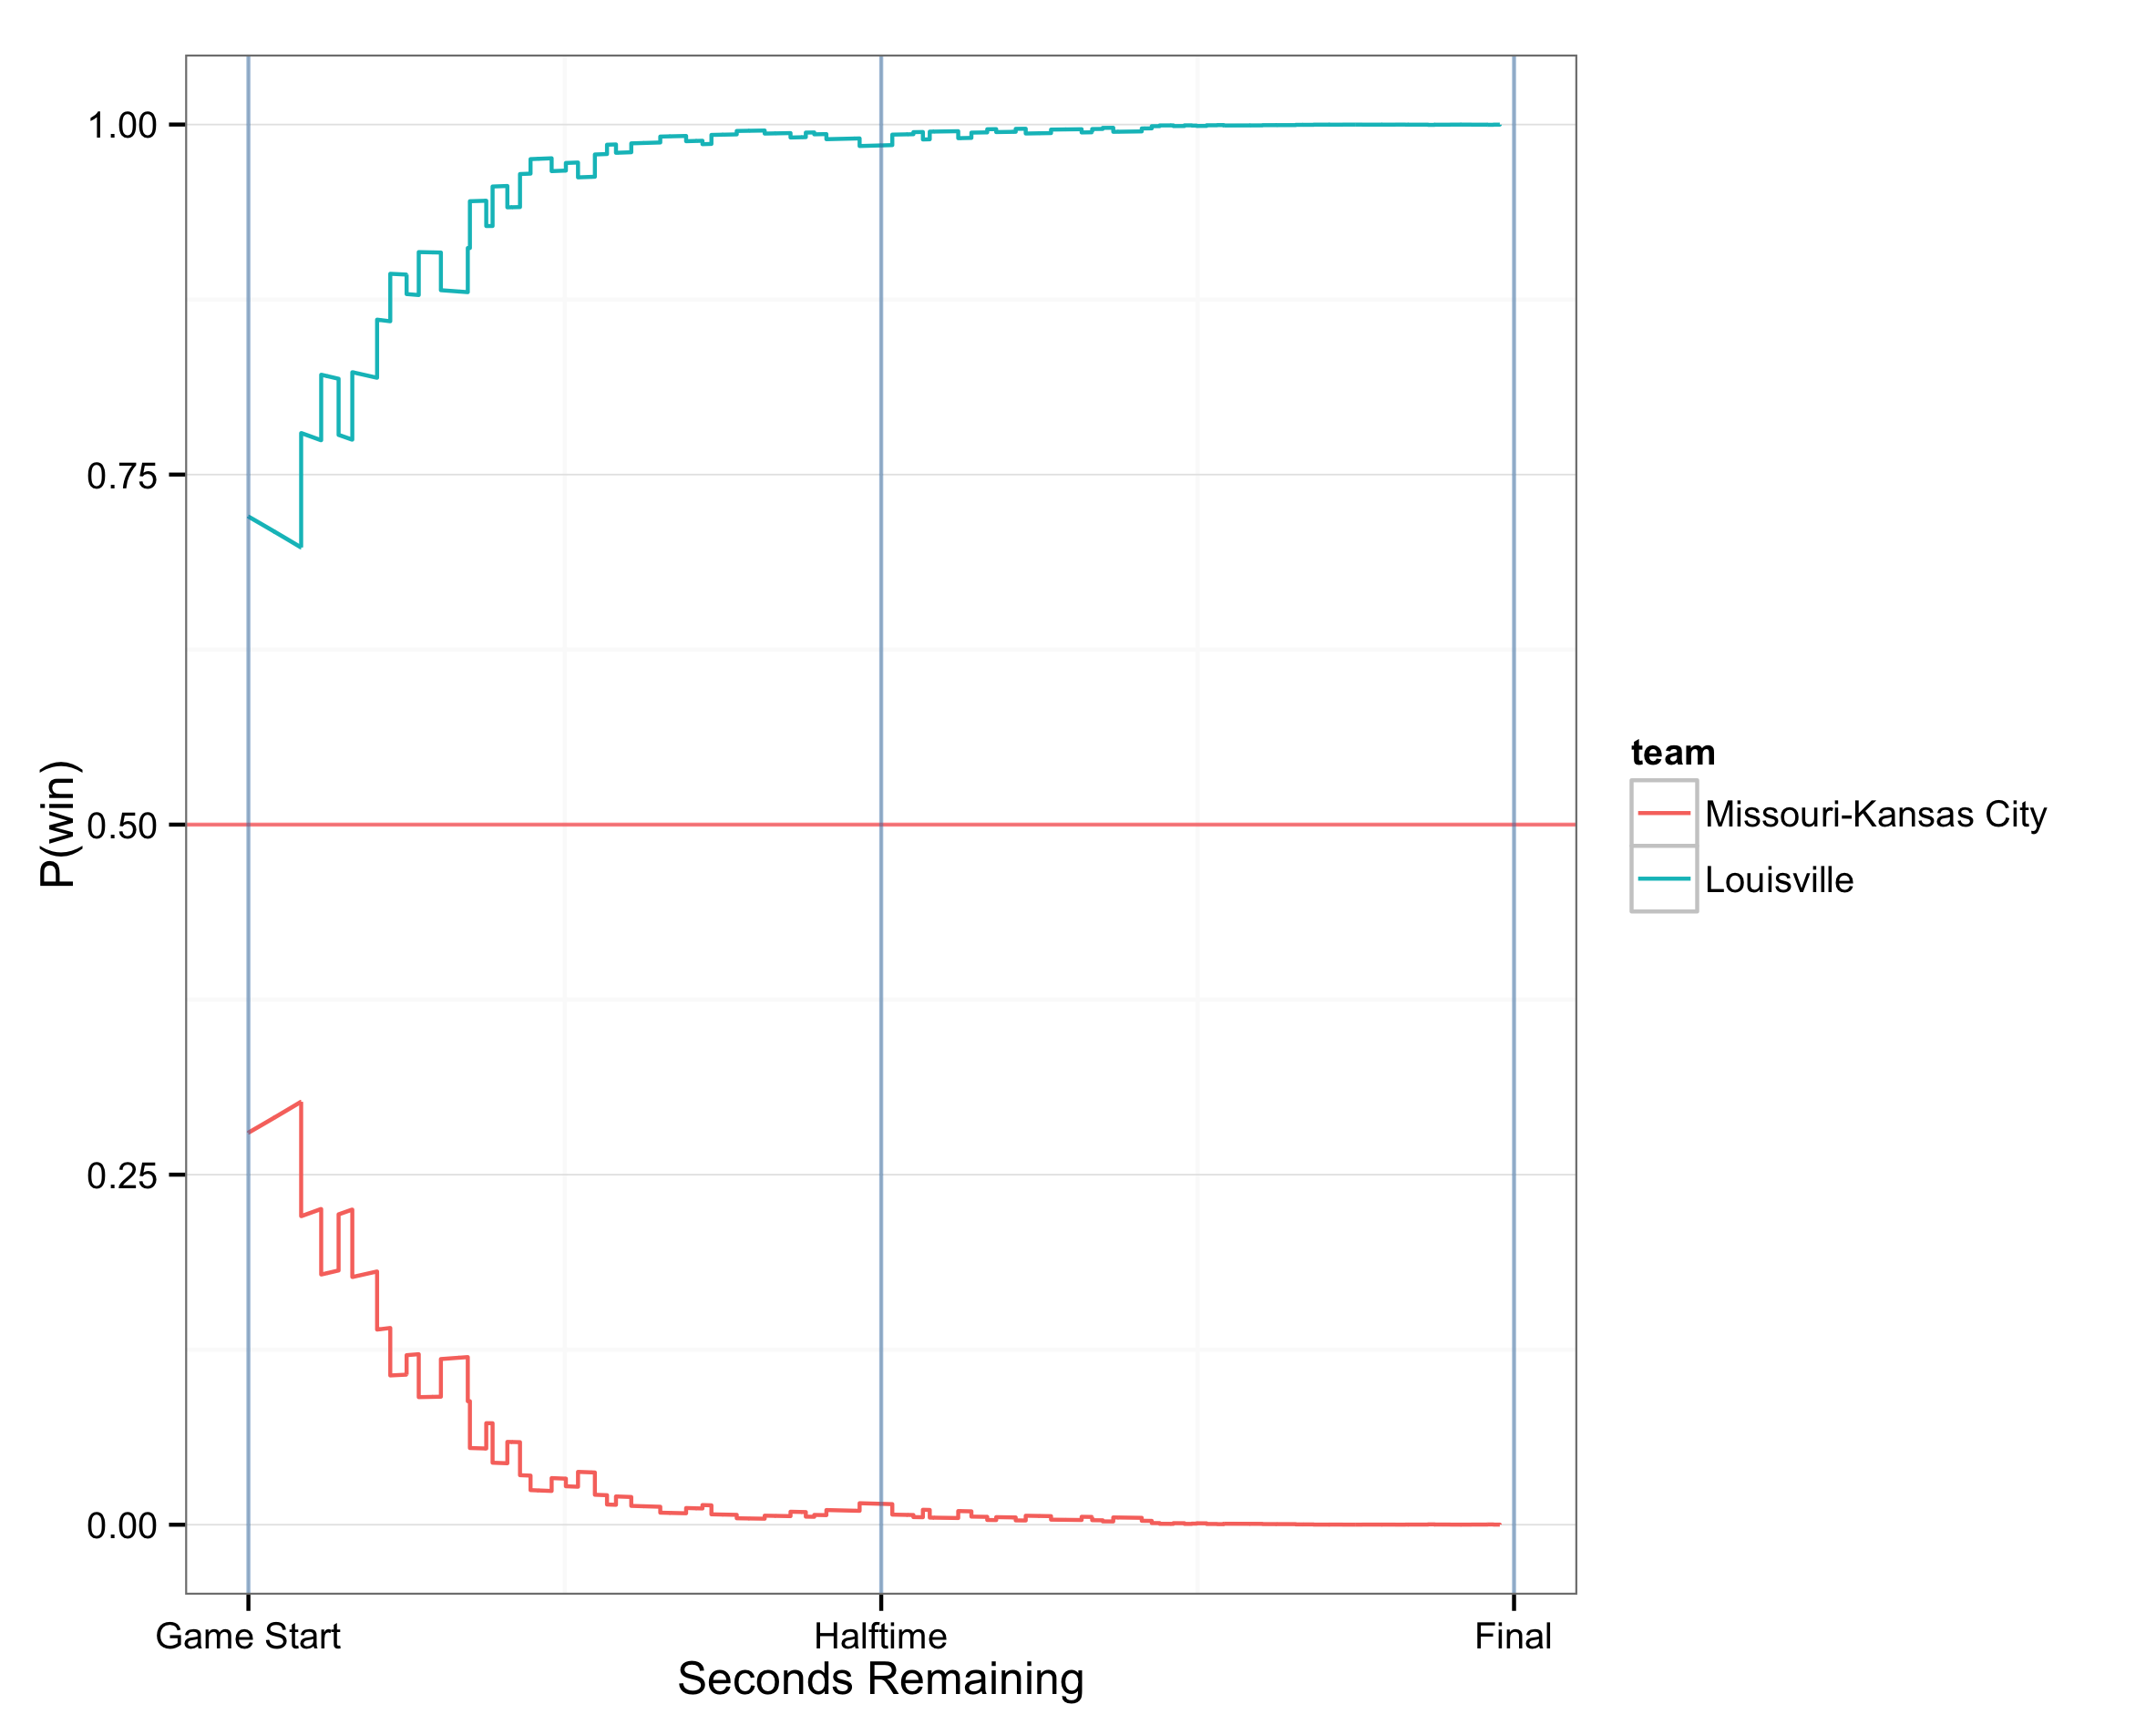 1.00
0.75
0.50
0.25
0.00
P(win)
Game Start
Halftime
Final
Seconds Remaining
team
Missouri-Kansas City
Louisville